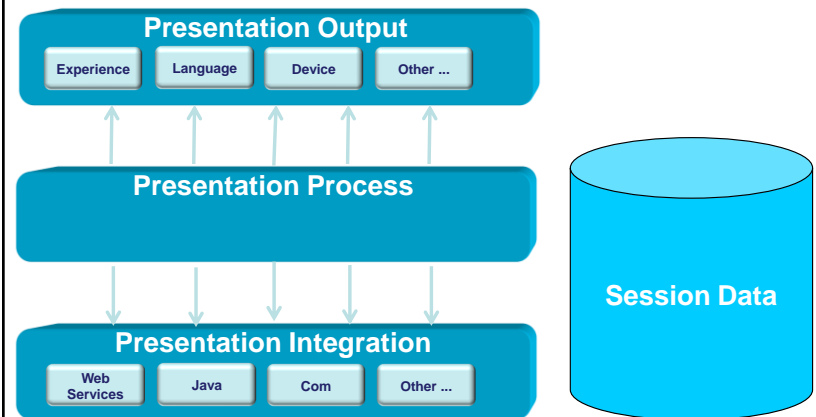 Presentation Output
Experience
Language
Device
Other ...
Presentation Process
Session Data
Presentation Integration
Web
Services
Java
Com
Other ...